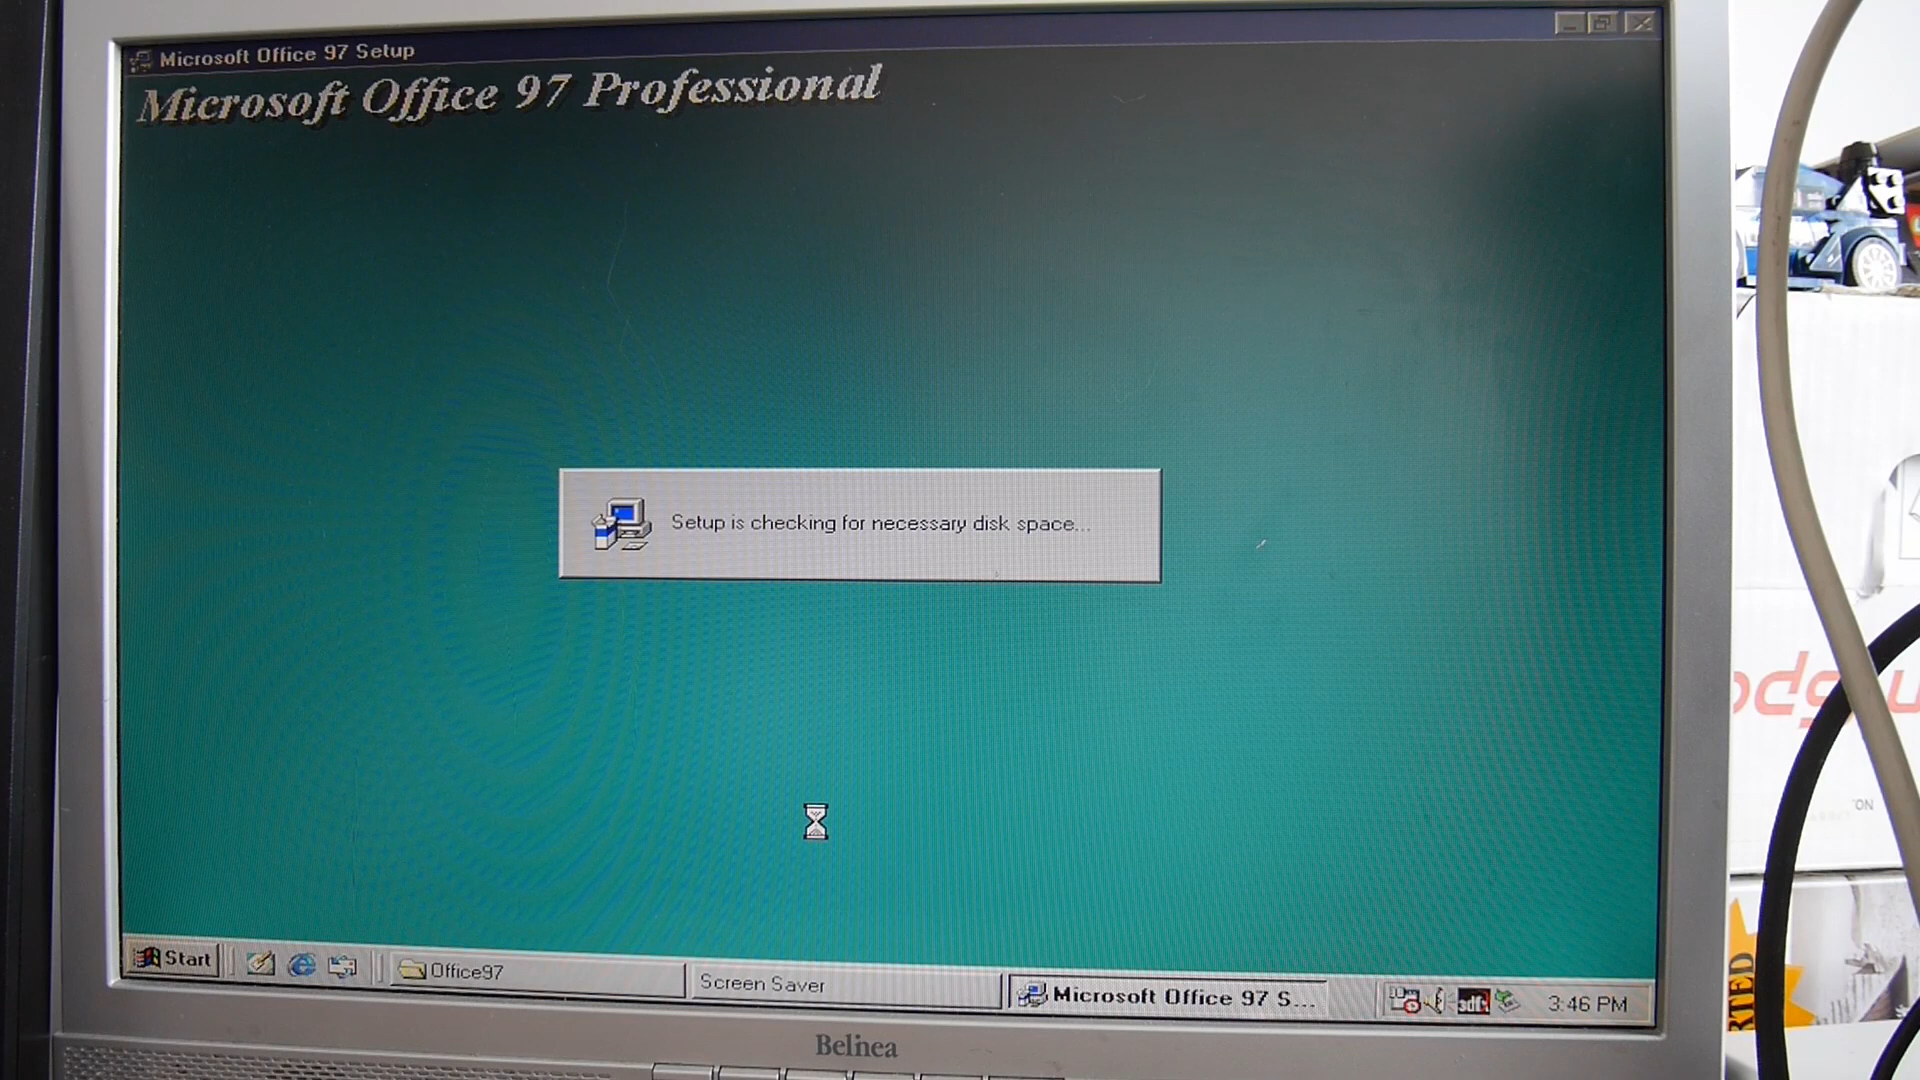 Microsoft Office 97 Setup
Microsoft Office 97 Professional
Setup is checking for necessary disk space...
Start
Office97
Screen Saver
Microsoft Office 97 S...
3:46 PM
Belinea